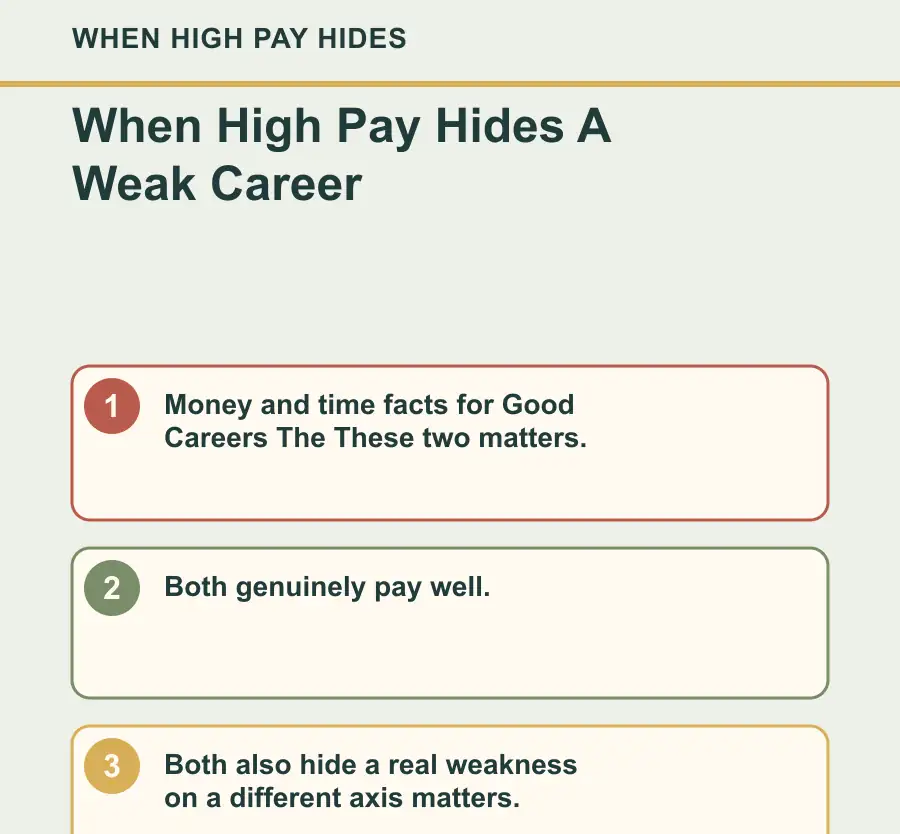 WHEN HIGH PAY HIDES
When High Pay Hides A
Weak Career
1
Money and time facts for Good
Careers The These two matters.
2
Both genuinely pay well.
3
Both also hide a real weakness
on a different axis matters.